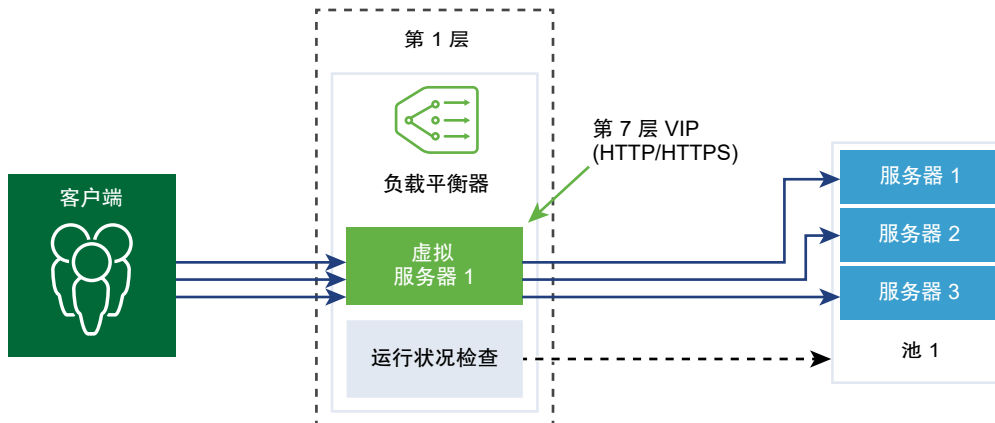 第 1 层
负载平衡器
第 7 层 VIP
(HTTP/HTTPS)
客户端
虚拟
服务器 1
运行状况检查
服务器 1
服务器 2
服务器 3
池 1